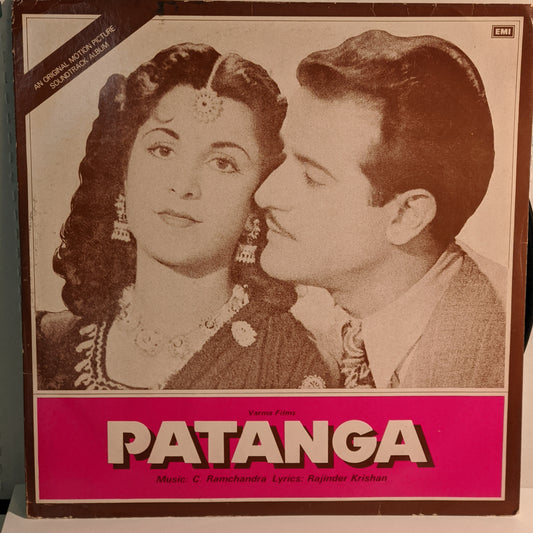 AN ORIGINAL MOTION PICTURE
SOUNDTRACK ALBUM
EMI
Varma Films
PATANGA
Music: C Ramchandra Lyrics: Rajinder Krishan